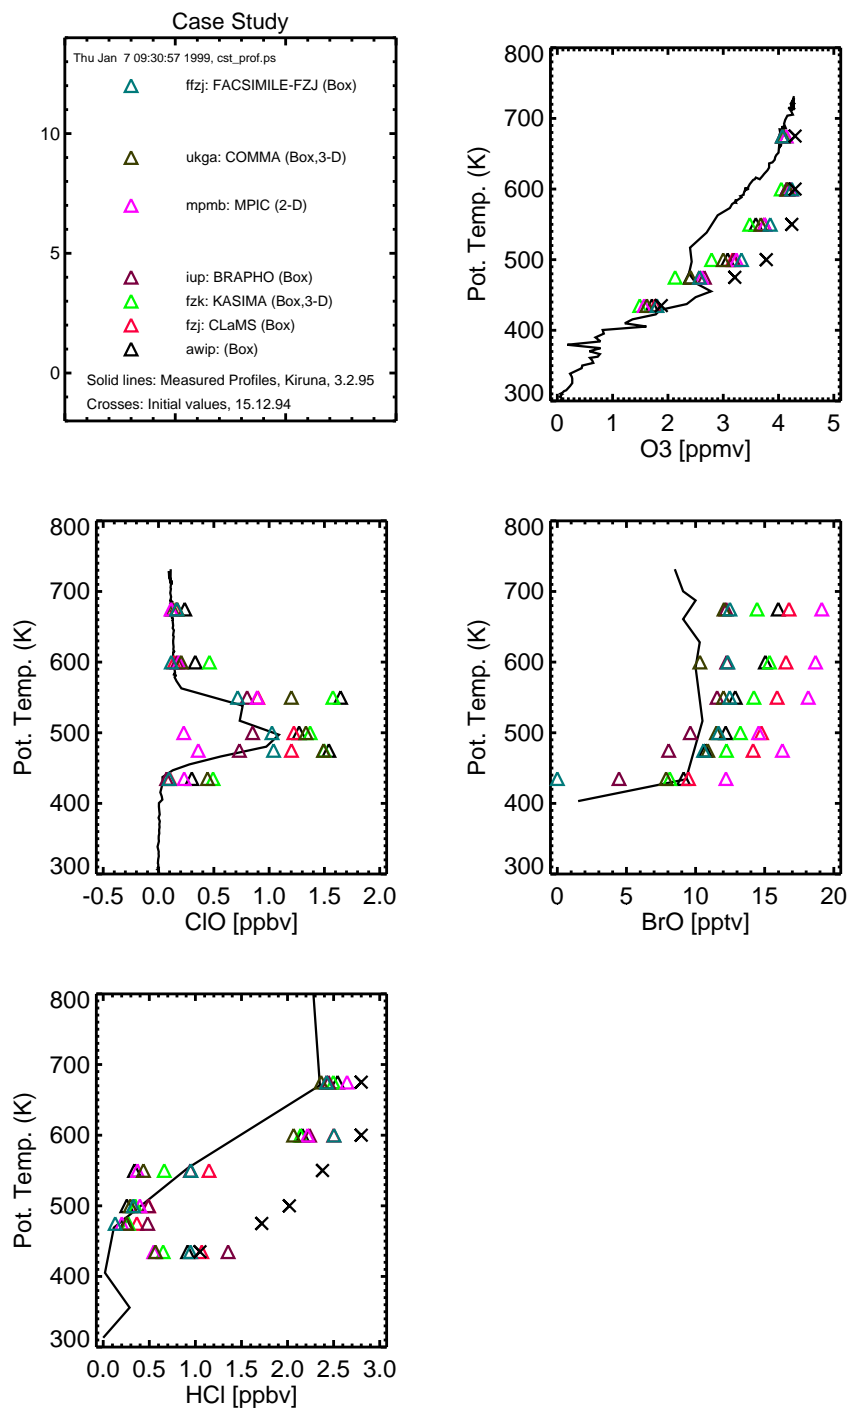 Case Study
Thu Jan 7 09:30:57 1999, cst_prof.ps
ffzj: FACSIMILE-FZJ (Box)
ukga: COMMA (Box,3-D)
mpmb: MPIC (2-D)
iup: BRAPHO (Box)
fzk: KASIMA (Box,3-D)
fzj: CLaMS (Box)
awip: (Box)
Solid lines: Measured Profiles, Kiruna, 3.2.95
Crosses: Initial values, 15.12.94
10
5
0
800
700
600
500
400
300
Pot. Temp. (K)
0 1 2 3 4 5
O3 [ppmv]
800
700
600
500
400
300
Pot. Temp. (K)
-0.5 0.0 0.5 1.0 1.5 2.0
ClO [ppbv]
800
700
600
500
400
300
Pot. Temp. (K)
0 5 10 15 20
BrO [pptv]
800
700
600
500
400
300
Pot. Temp. (K)
0.0 0.5 1.0 1.5 2.0 2.5 3.0
HCl [ppbv]